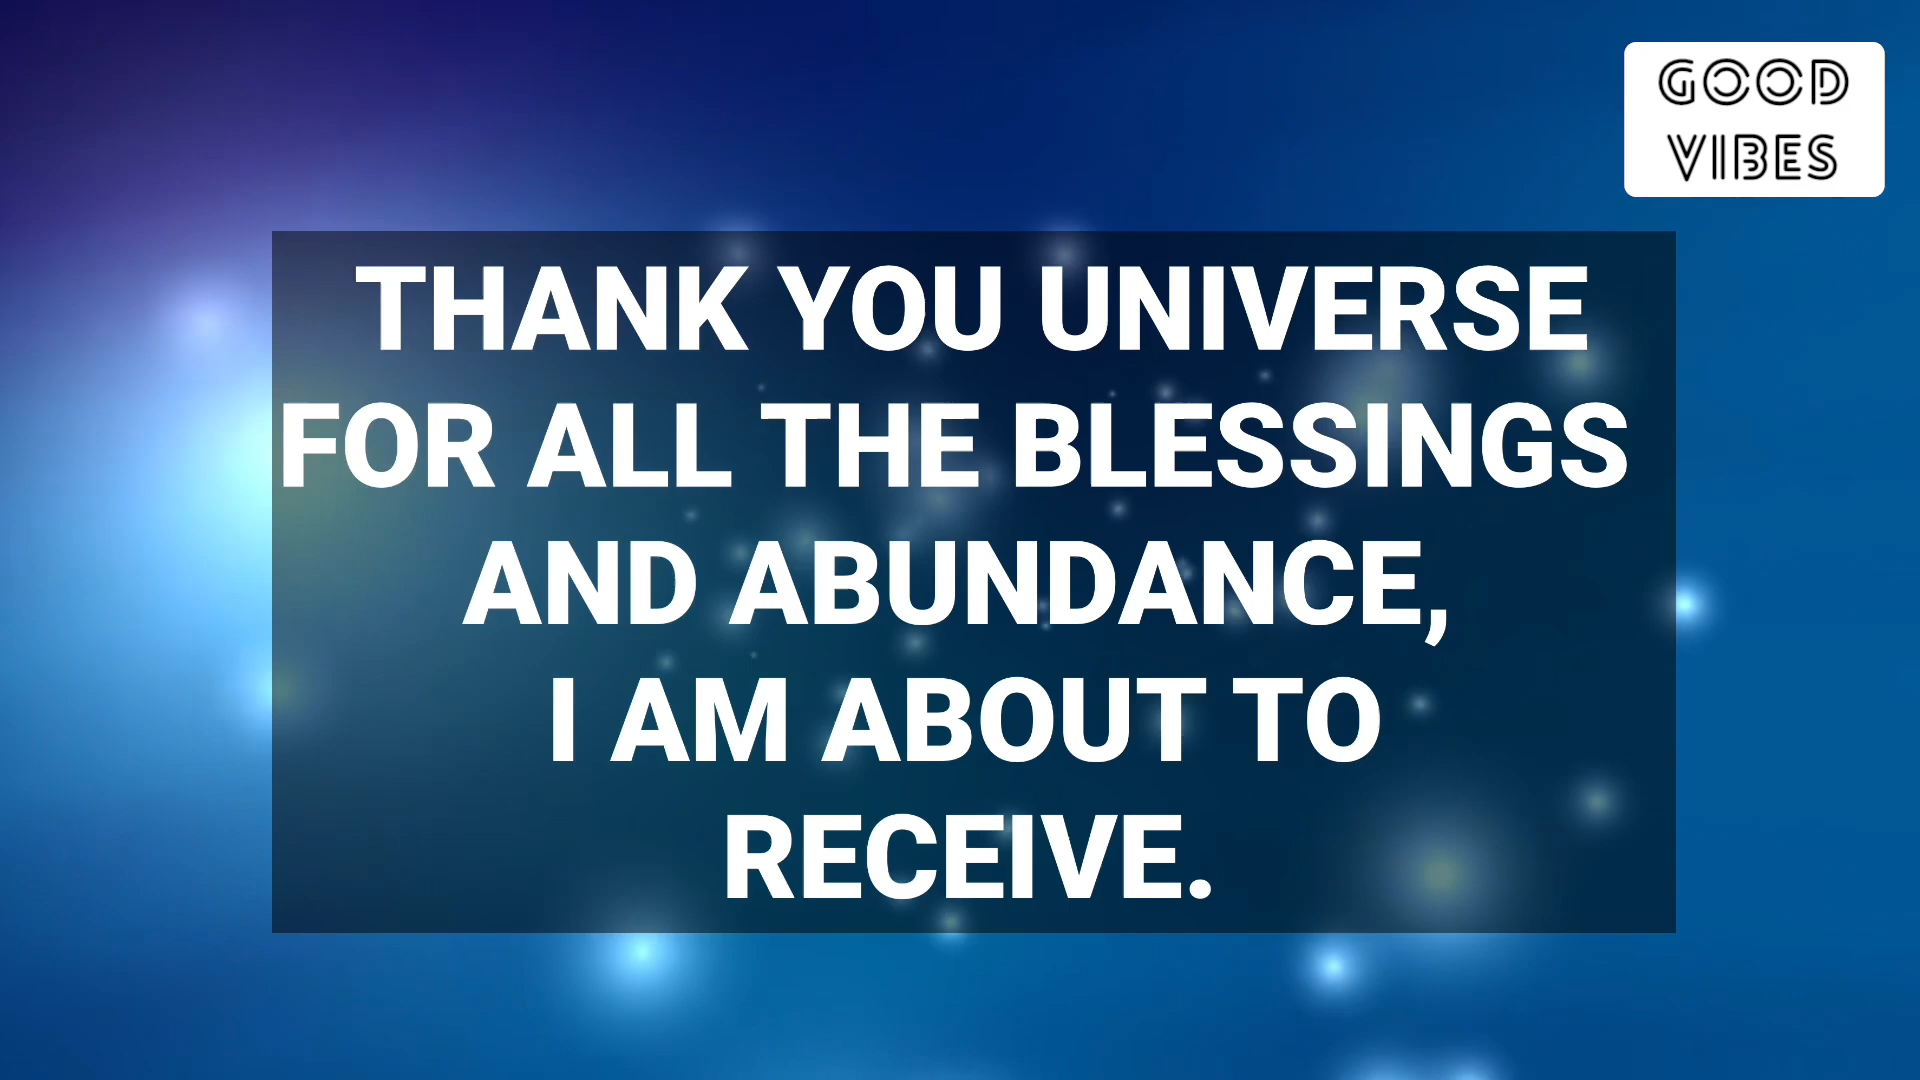 GOOD
VIBES
THANK YOU UNIVERSE
FOR ALL THE BLESSINGS
AND ABUNDANCE,
I AM ABOUT TO
RECEIVE.